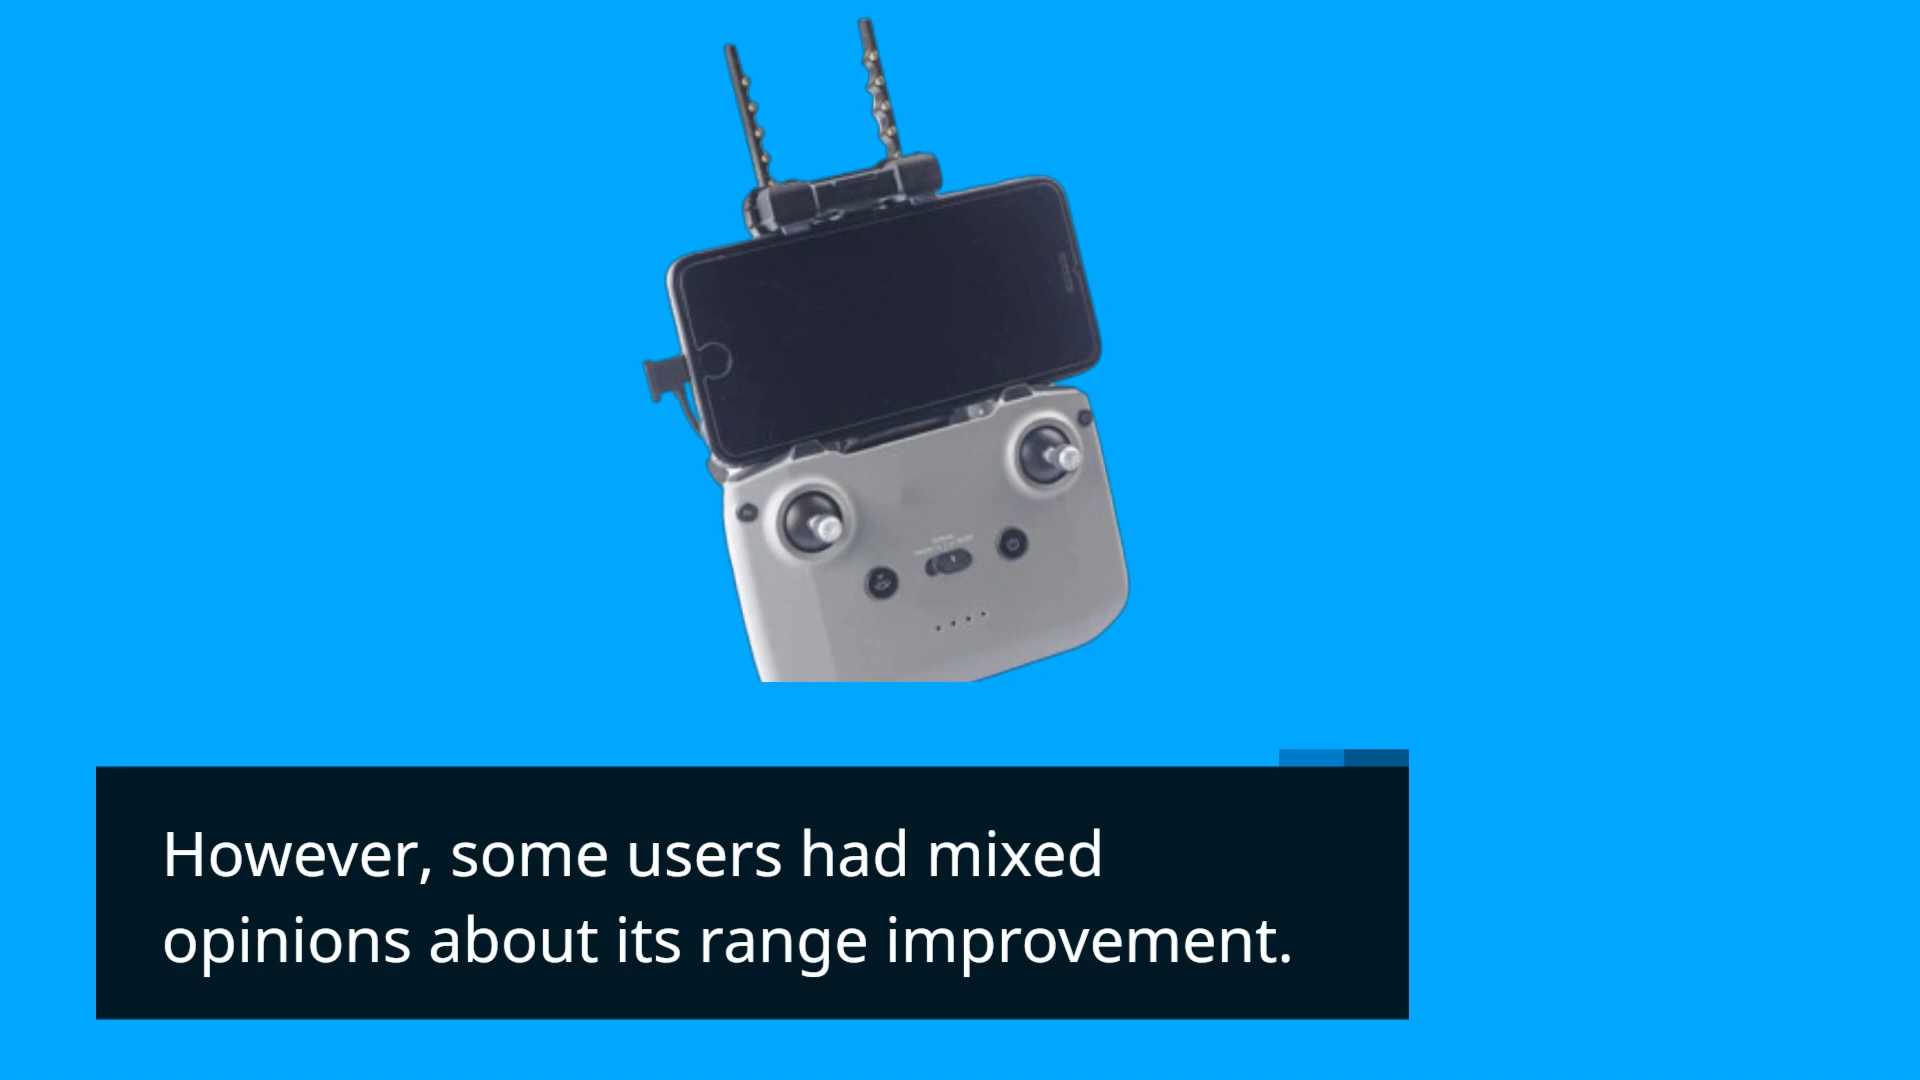 However, some users had mixed
opinions about its range improvement.